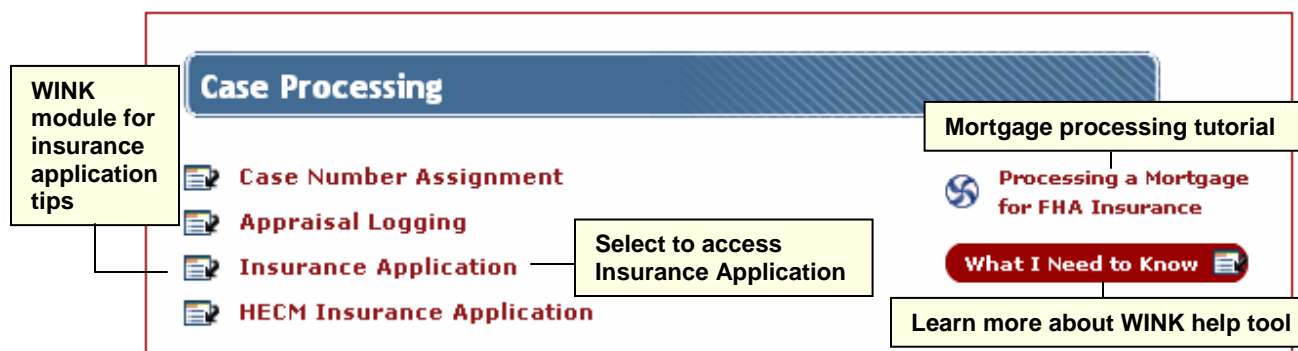 Case Processing
WINK
module for
insurance
application
tips
Mortgage processing tutorial
Case Number Assignment
Processing a Mortgage
for FHA Insurance
Appraisal Logging
Select to access
Insurance Application
Insurance Application
What I Need to Know
HECM Insurance Application
Learn more about WINK help tool